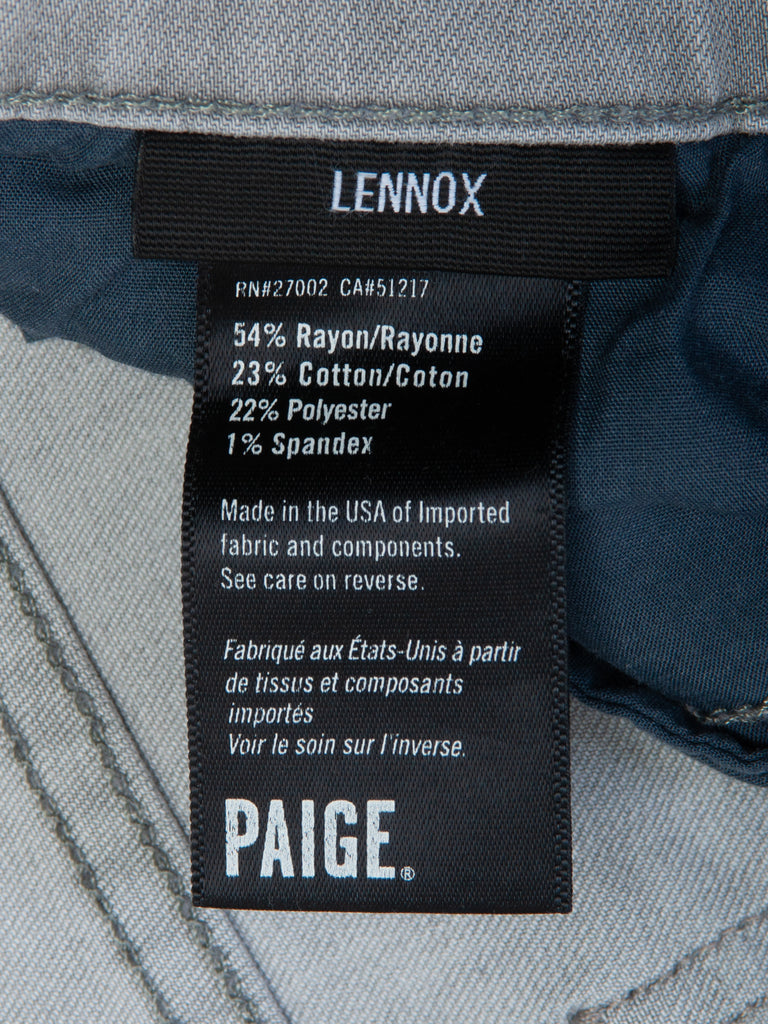 LENNOX
RN#27002 CA#51217
54% Rayon/Rayonne
23% Cotton/Coton
22% Polyester
1% Spandex
Made in the USA of Imported
fabric and components.
See care on reverse.
Fabriqué aux États-Unis à partir
de tissus et composants
importés
Voir le soin sur l'inverse.
PAIGE®